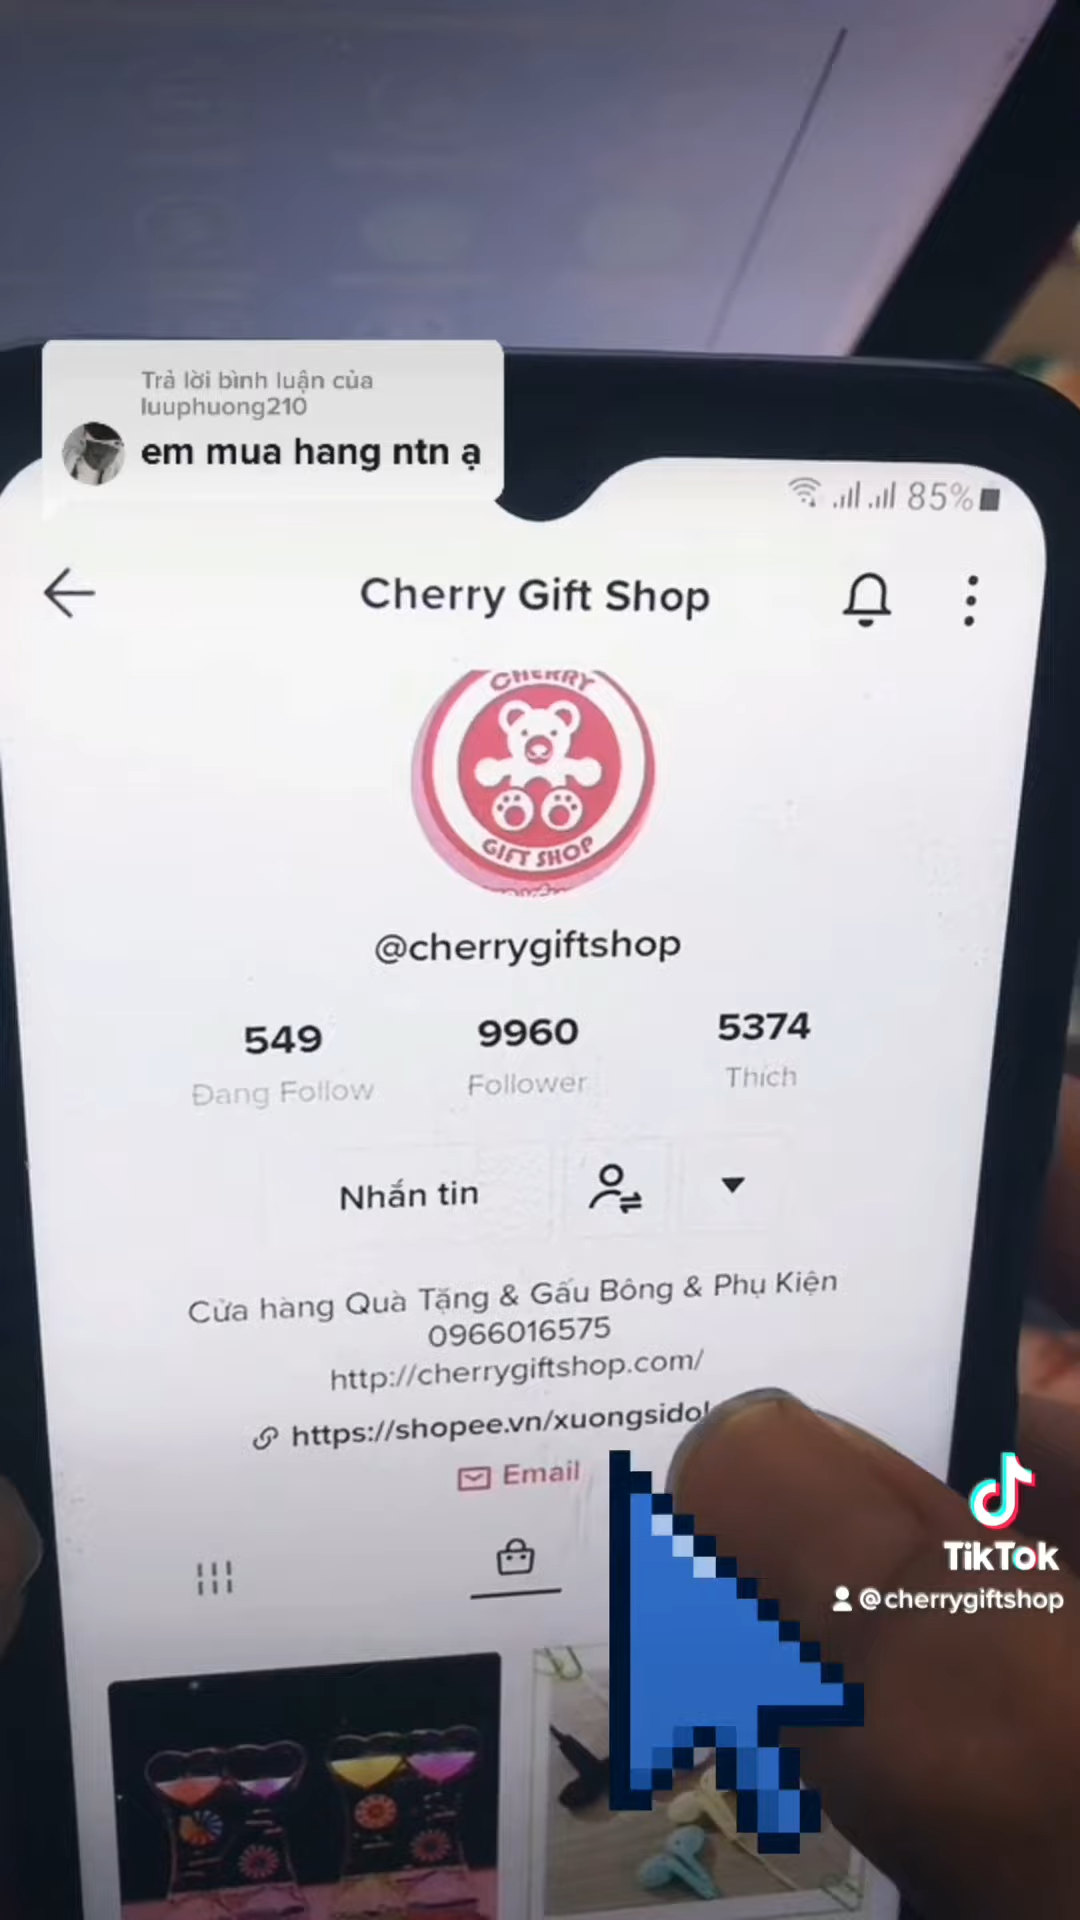 Trả lời bình luận của
luuphuong210
em mua hang ntn ạ
85%
Cherry Gift Shop
CHERRY
GIFT SHOP
@cherrygiftshop
549
9960
5374
Đang Follow
Follower
Thích
Nhắn tin
Cửa hàng Quà Tặng & Gấu Bông & Phụ Kiện
0966016575
http://cherrygiftshop.com/
https://shopee.vn/xuongsidol
Email
TikTok
@cherrygiftshop